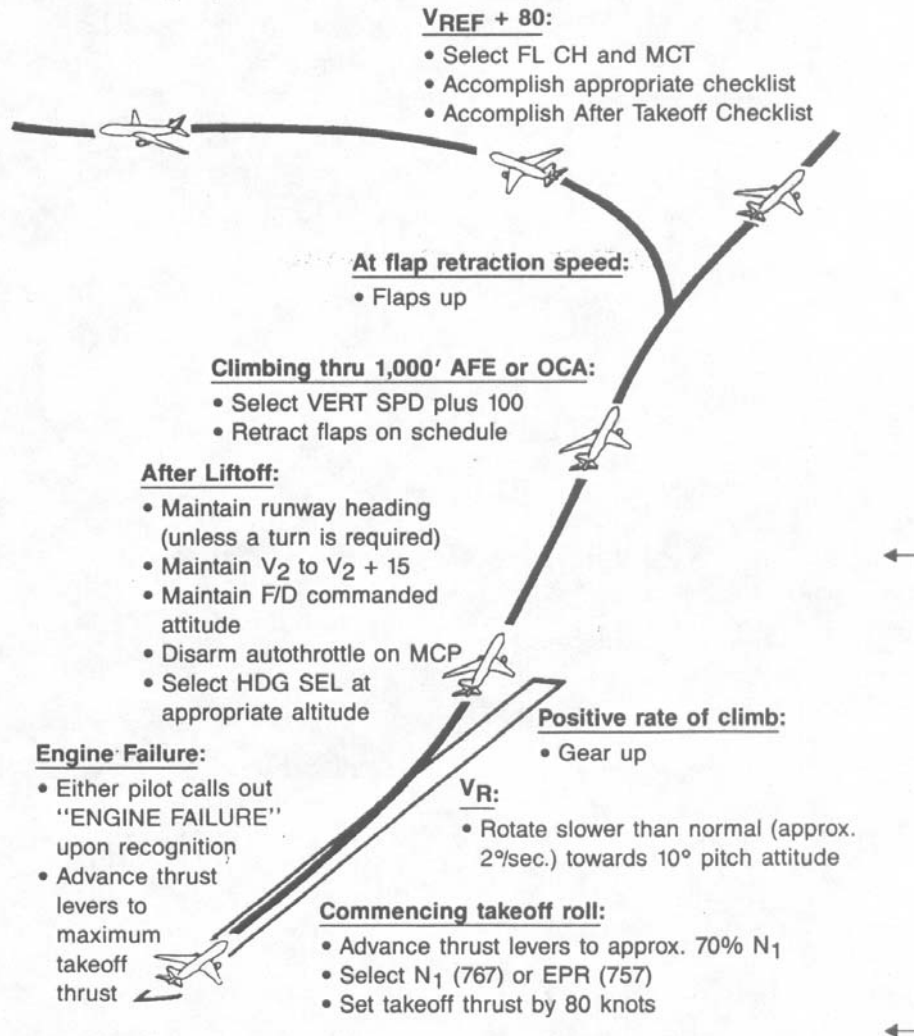 VREF + 80:
• Select FL CH and MCT
• Accomplish appropriate checklist
• Accomplish After Takeoff Checklist
At flap retraction speed:
• Flaps up
Climbing thru 1,000′ AFE or OCA:
• Select VERT SPD plus 100
• Retract flaps on schedule
After Liftoff:
• Maintain runway heading
(unless a turn is required)
• Maintain V2 to V2 + 15
• Maintain F/D commanded
attitude
• Disarm autothrottle on MCP
• Select HDG SEL at
appropriate altitude
Positive rate of climb:
• Gear up
Engine Failure:
• Either pilot calls out
"ENGINE FAILURE"
upon recognition
• Advance thrust
levers to
maximum
takeoff
thrust
VR:
• Rotate slower than normal (approx.
2°/sec.) towards 10° pitch attitude
Commencing takeoff roll:
• Advance thrust levers to approx. 70% N1
• Select N1 (767) or EPR (757)
• Set takeoff thrust by 80 knots